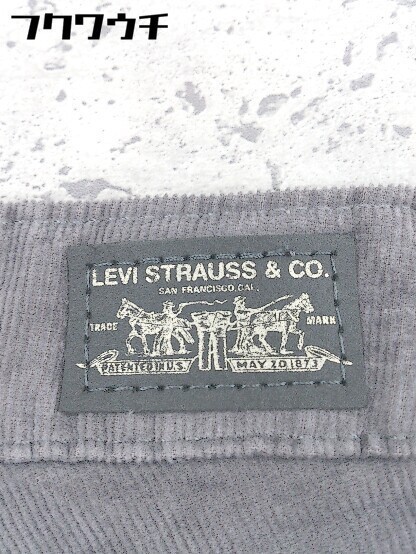 フクワウチ
LEVI STRAUSS & CO.
SAN FRANCISCO, CAL.,
TRADE MARK
PATENTED IN U.S. MAY 20, 1873